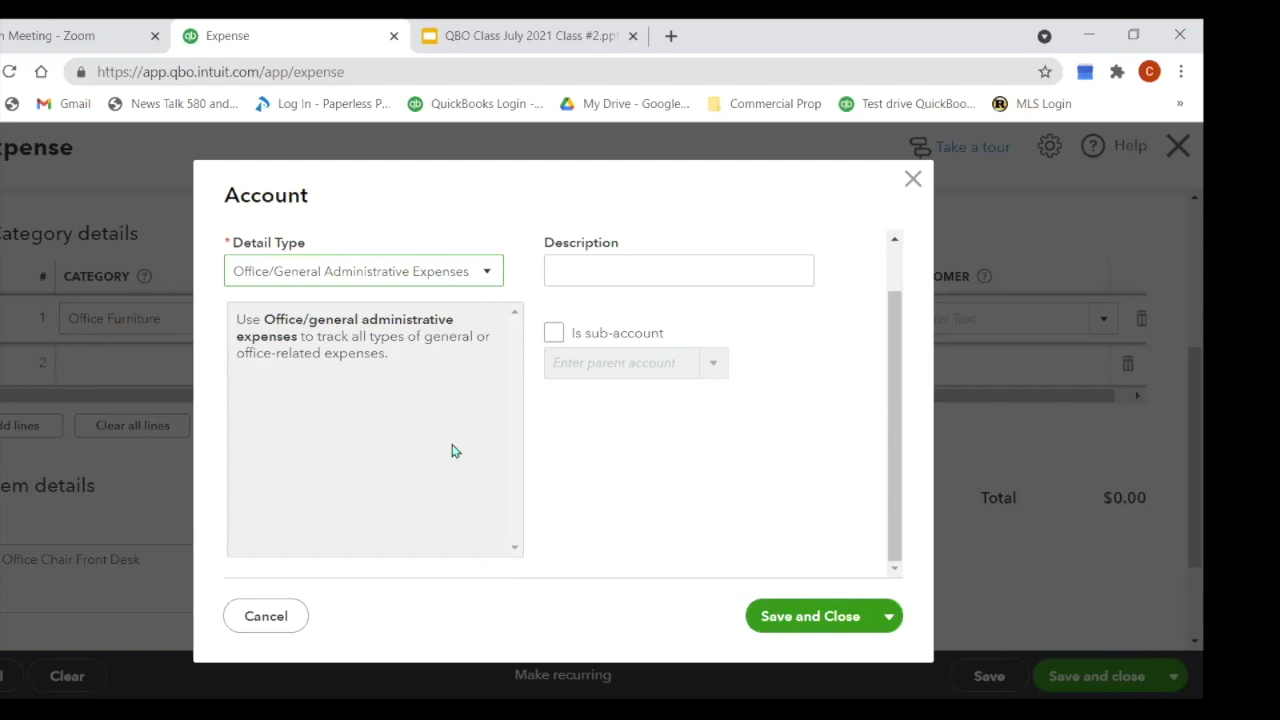 Meeting - Zoom
Expense
QBO Class July 2021 Class #2.ppt
https://app.qbo.intuit.com/app/expense
C
Gmail
News Talk 580 and...
Log In - Paperless P...
QuickBooks Login -...
My Drive - Google...
Commercial Prop
Test drive QuickBoo...
R
MLS Login
»
xpense
Take a tour
Help
Account
* Detail Type
Description
Office/General Administrative Expenses
Use Office/general administrative
expenses to track all types of general or
office-related expenses.
Is sub-account
Enter parent account
Cancel
Save and Close
ategory details
# CATEGORY
OMER
1 Office Furniture
er Text
2
dd lines
Clear all lines
em details
Total $0.00
Office Chair Front Desk
Clear
Make recurring
Save
Save and close